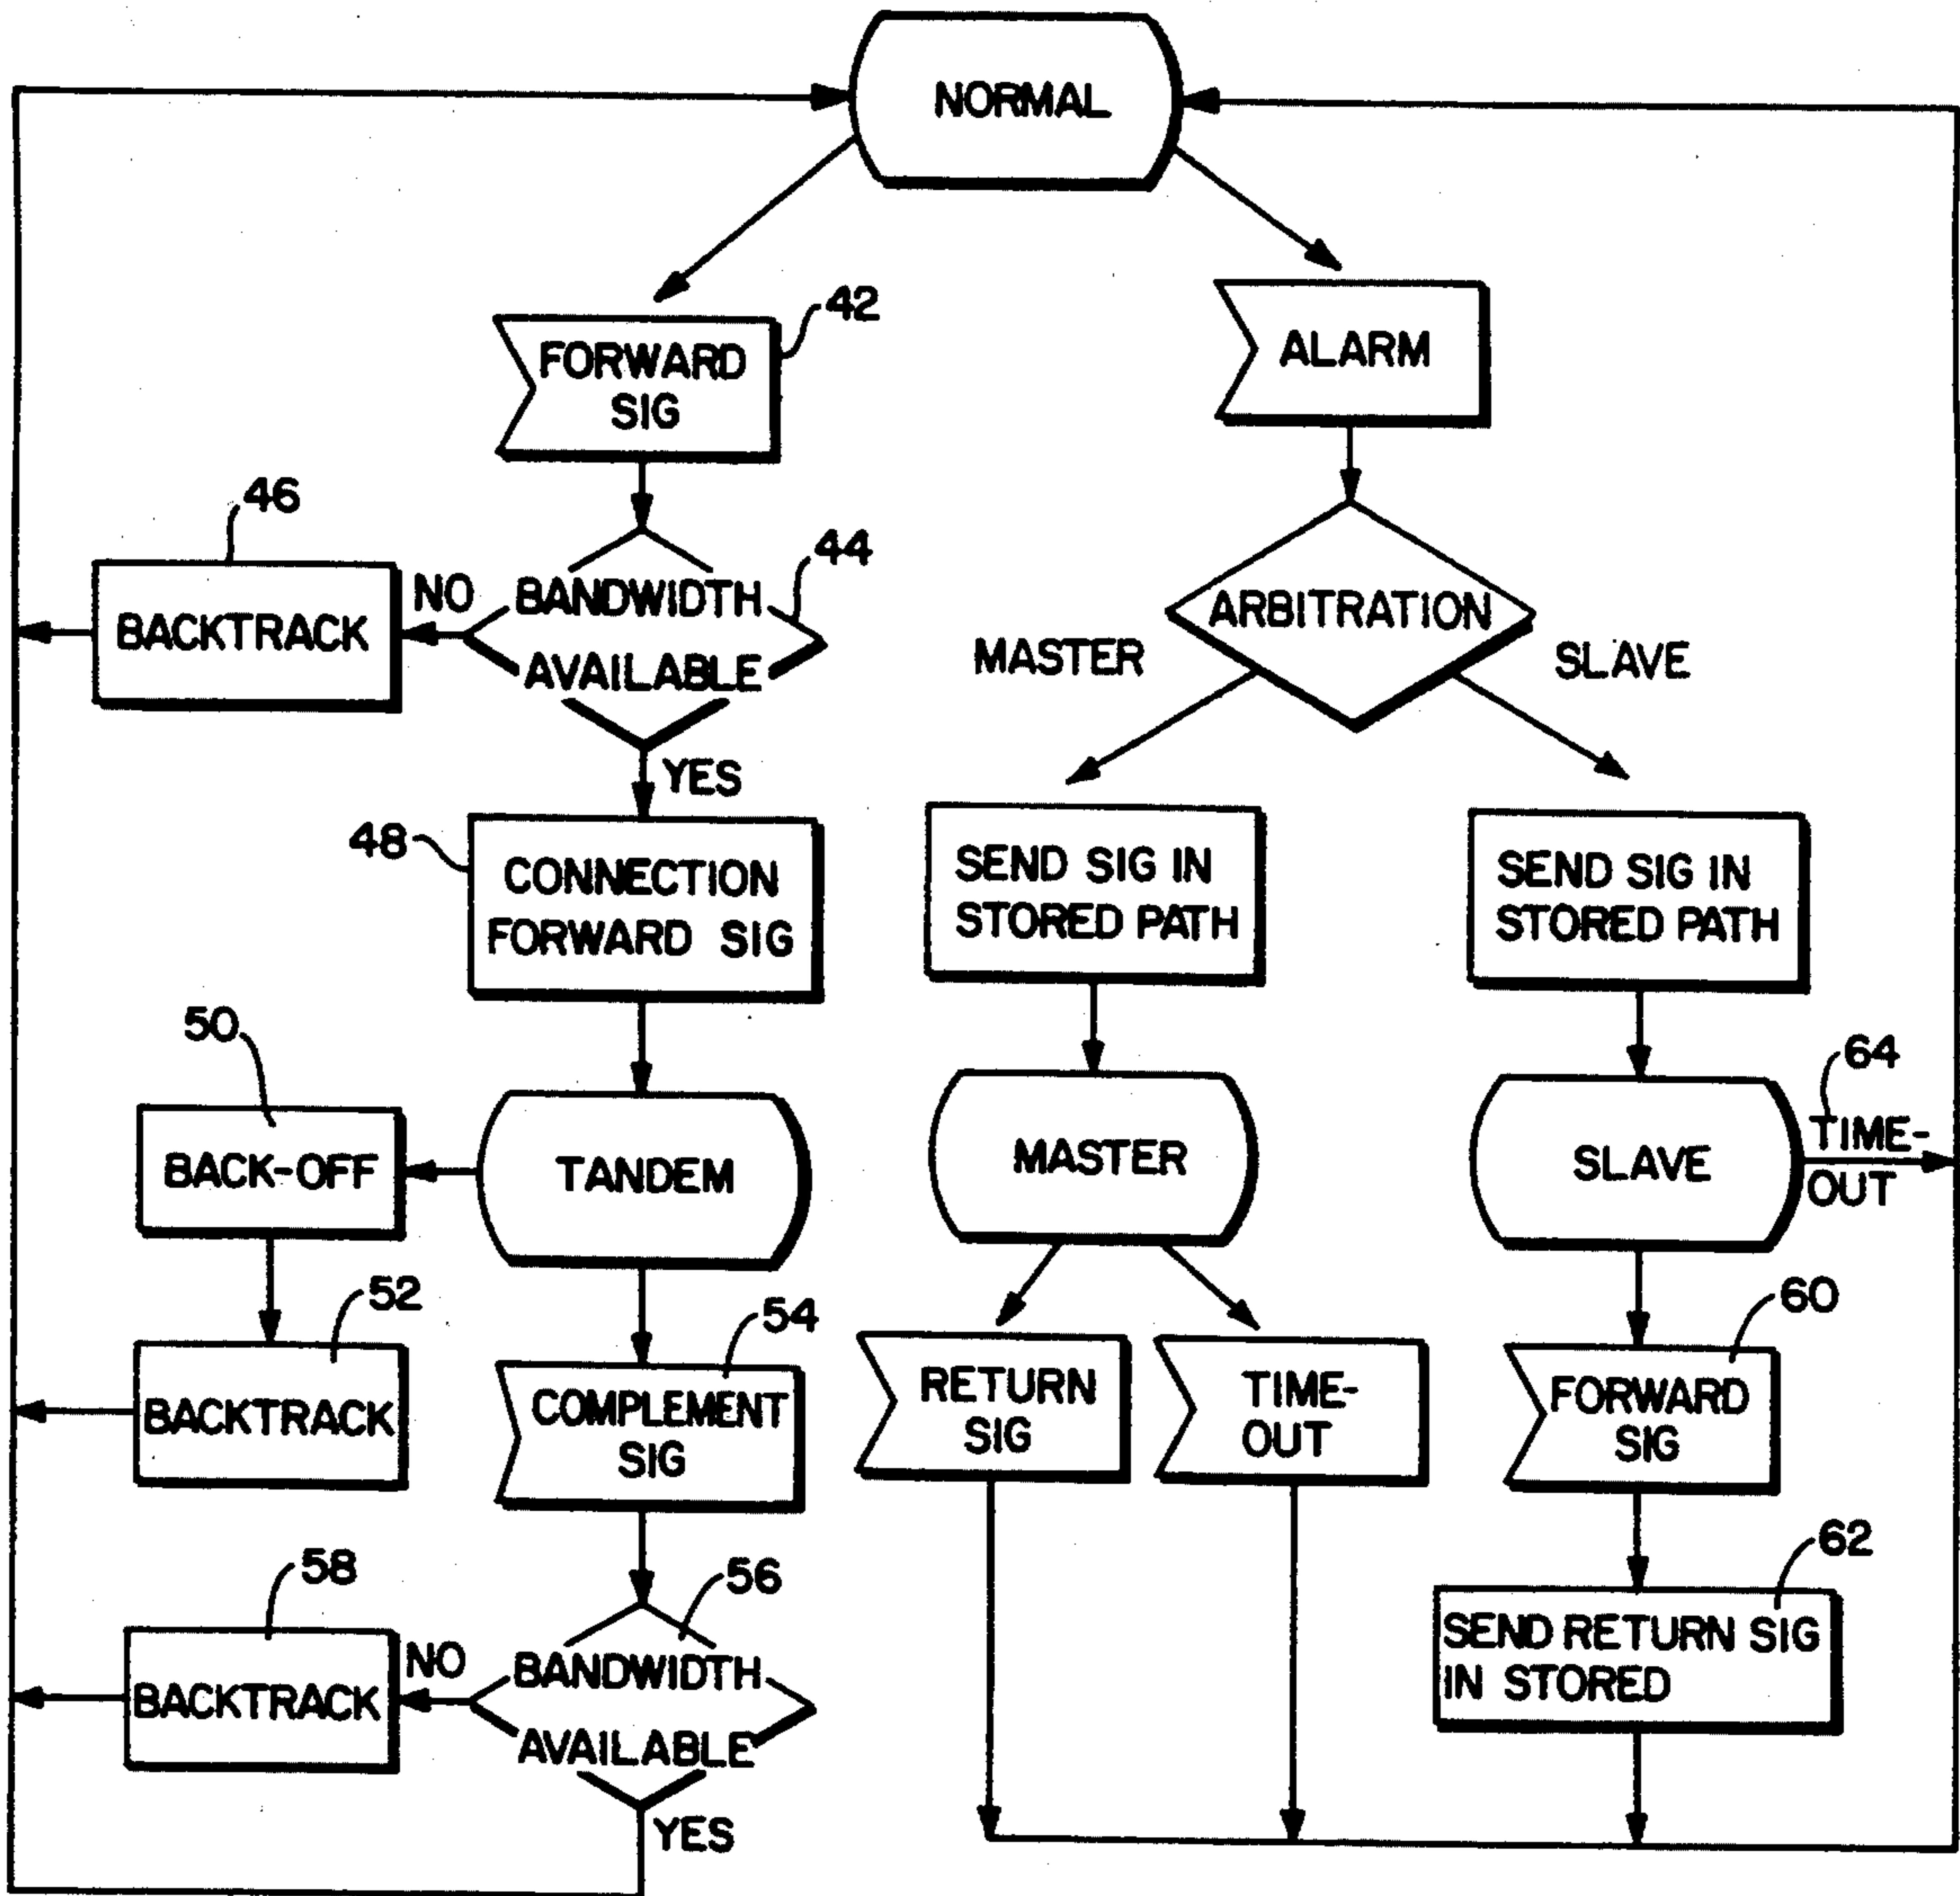 NORMAL
42
FORWARD
SIG
ALARM
46
44
BACKTRACK
NO
BANDWIDTH
AVAILABLE
YES
ARBITRATION
MASTER
SLAVE
48
CONNECTION
FORWARD SIG
SEND SIG IN
STORED PATH
SEND SIG IN
STORED PATH
50
BACK-OFF
TANDEM
MASTER
SLAVE
64
TIME-
OUT
52
BACKTRACK
54
COMPLEMENT
SIG
RETURN
SIG
TIME-
OUT
60
FORWARD
SIG
58
BACKTRACK
NO
56
BANDWIDTH
AVAILABLE
YES
62
SEND RETURN SIG
IN STORED